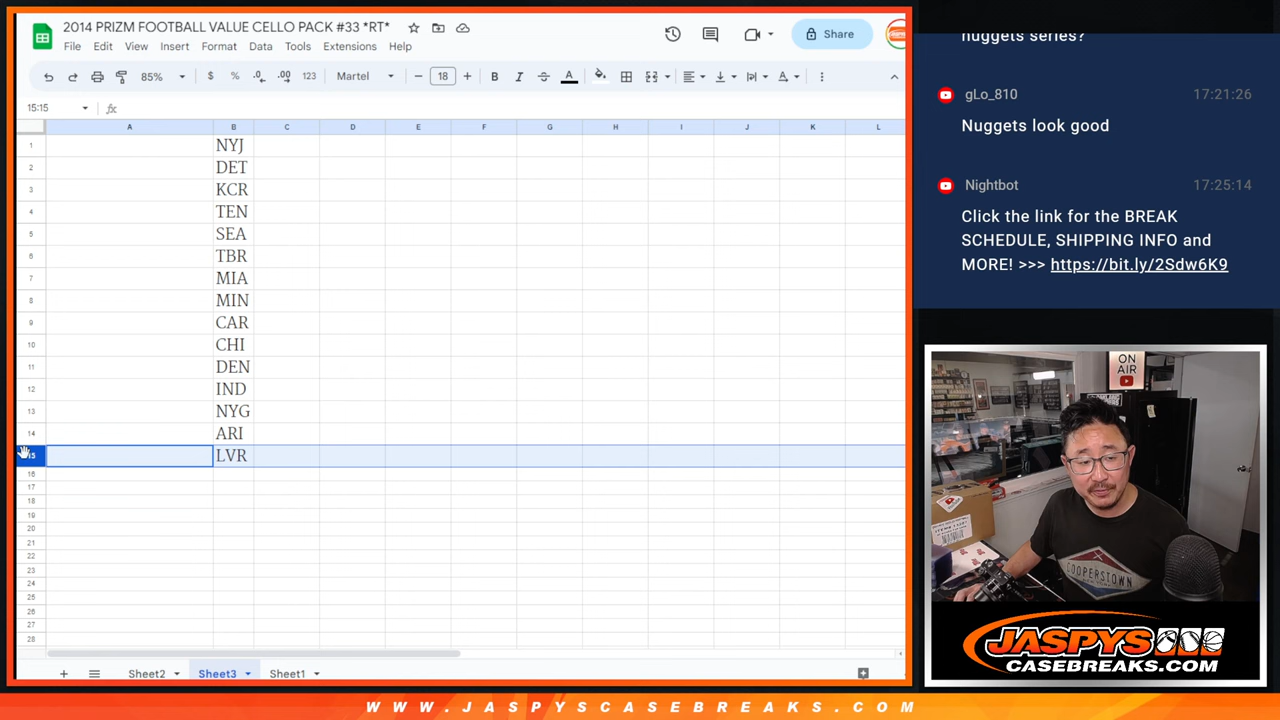 2014 PRIZM FOOTBALL VALUE CELLO PACK #33 *RT*
File Edit View Insert Format Data Tools Extensions Help
Share
85% $ % .0 .00 123 Martel 18 B I A
15:15 fx
A B C D E F G H I J K L
1 NYJ
2 DET
3 KCR
4 TEN
5 SEA
6 TBR
7 MIA
8 MIN
9 CAR
10 CHI
11 DEN
12 IND
13 NYG
14 ARI
15 LVR
16
17
18
19
20
21
22
23
24
25
26
27
28
Sheet2 Sheet3 Sheet1
nuggets series?
gLo_810 17:21:26
Nuggets look good
Nightbot 17:25:14
Click the link for the BREAK
SCHEDULE, SHIPPING INFO and
MORE! >>> https://bit.ly/2Sdw6K9
ON
AIR
COOPERSTOWN
JASPYS
CASEBREAKS.COM
WWW.JASPYSCASEBREAKS.COM